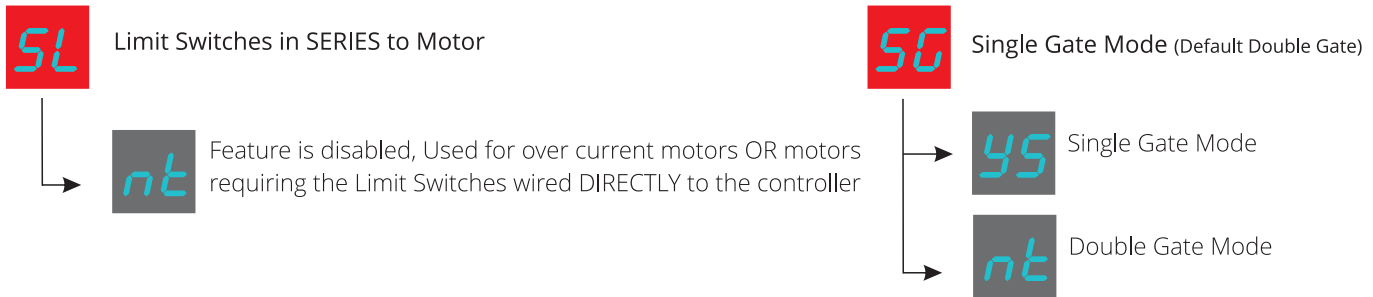 SL
Limit Switches in SERIES to Motor
nt
Feature is disabled, Used for over current motors OR motors
requiring the Limit Switches wired DIRECTLY to the controller
SG
Single Gate Mode (Default Double Gate)
YS
Single Gate Mode
nt
Double Gate Mode